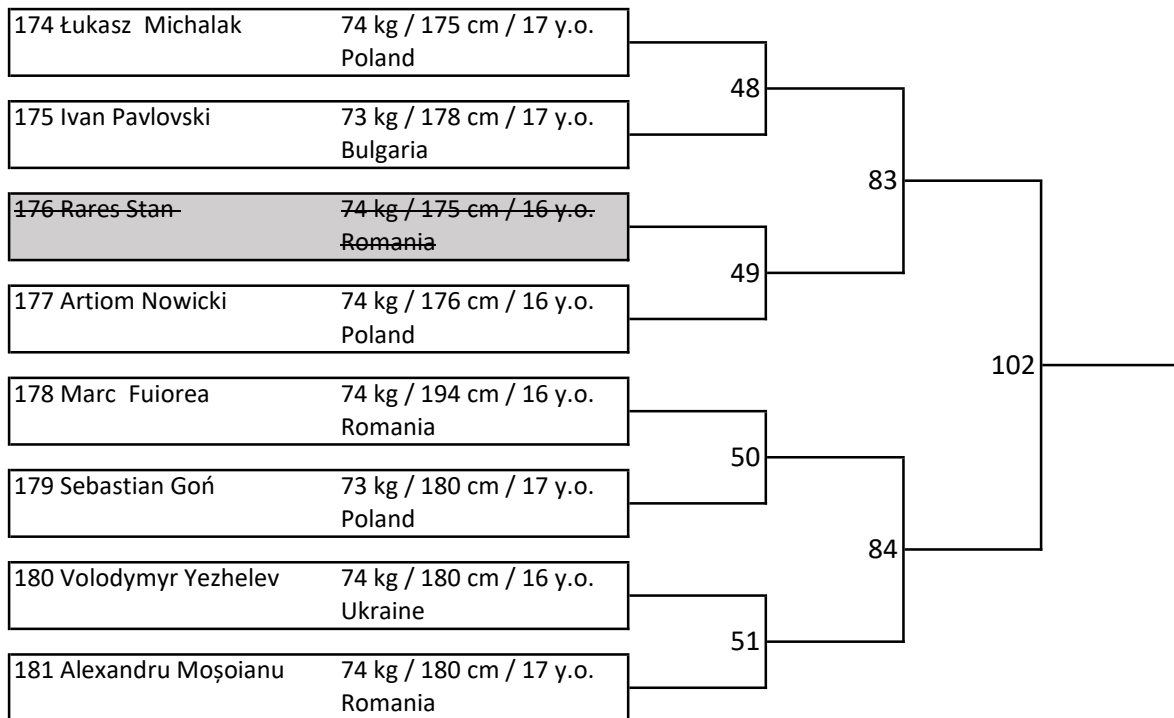 174 Łukasz  Michalak 74 kg / 175 cm / 17 y.o.
Poland
48
175 Ivan Pavlovski 73 kg / 178 cm / 17 y.o.
Bulgaria
83
176 Rares Stan 74 kg / 175 cm / 16 y.o.
Romania
49
177 Artiom Nowicki 74 kg / 176 cm / 16 y.o.
Poland
102
178 Marc  Fuiorea 74 kg / 194 cm / 16 y.o.
Romania
50
179 Sebastian Goń 73 kg / 180 cm / 17 y.o.
Poland
84
180 Volodymyr Yezhelev 74 kg / 180 cm / 16 y.o.
Ukraine
51
181 Alexandru Moșoianu 74 kg / 180 cm / 17 y.o.
Romania